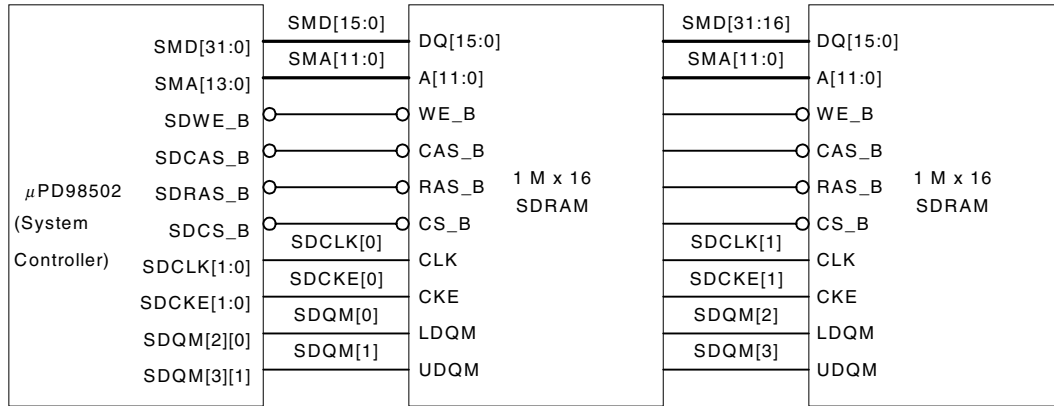 μPD98502
(System
Controller)
SMD[31:0]
SMA[13:0]
SDWE_B
SDCAS_B
SDRAS_B
SDCS_B
SDCLK[1:0]
SDCKE[1:0]
SDQM[2][0]
SDQM[3][1]
SMD[15:0]
SMA[11:0]
SDCLK[0]
SDCKE[0]
SDQM[0]
SDQM[1]
DQ[15:0]
A[11:0]
WE_B
CAS_B
RAS_B
CS_B
CLK
CKE
LDQM
UDQM
1 M x 16
SDRAM
SMD[31:16]
SMA[11:0]
SDCLK[1]
SDCKE[1]
SDQM[2]
SDQM[3]
DQ[15:0]
A[11:0]
WE_B
CAS_B
RAS_B
CS_B
CLK
CKE
LDQM
UDQM
1 M x 16
SDRAM